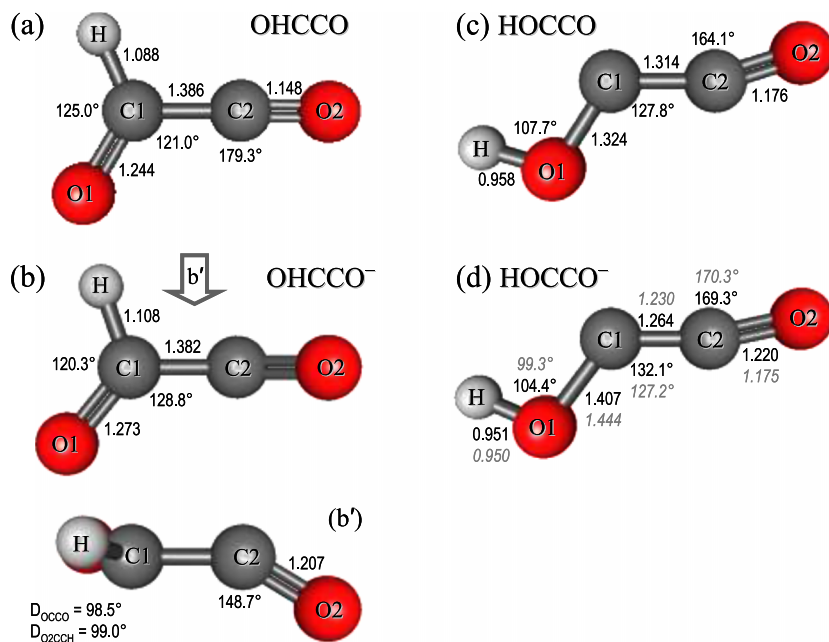 (a) OHCCO
H
1.088
1.386
1.148
125.0°
C1
C2
O2
121.0°
179.3°
1.244
O1
(c) HOCCO
164.1°
O2
1.314
C1
C2
1.176
107.7°
127.8°
H
1.324
O1
0.958
(b) b′ OHCCO⁻
H
1.108
1.382
120.3°
C1
C2
O2
128.8°
1.273
O1
(d) HOCCO⁻
170.3°
1.230
169.3°
O2
1.264
C1
C2
1.220
99.3°
132.1°
1.175
104.4°
127.2°
H
1.407
O1
1.444
0.951
0.950
(b′)
H
C1
C2
1.207
148.7°
O2
D_OCCO = 98.5°
D_O2CCH = 99.0°